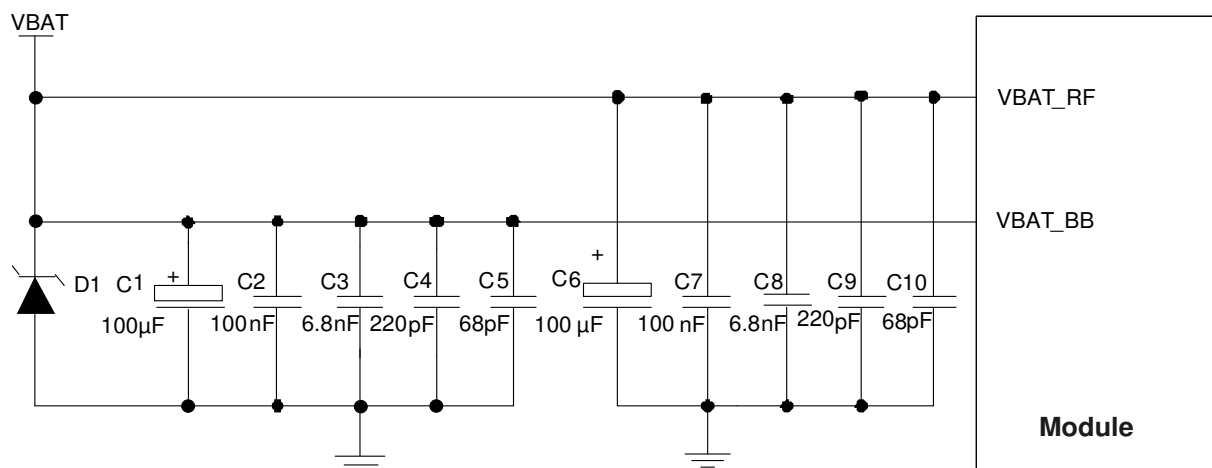 VBAT
VBAT_RF
VBAT_BB
D1 C1 + C2 C3 C4 C5 + C6 C7 C8 C9 C10
100µF 100nF 6.8nF 220pF 68pF 100 µF 100 nF 6.8nF 220pF 68pF
Module